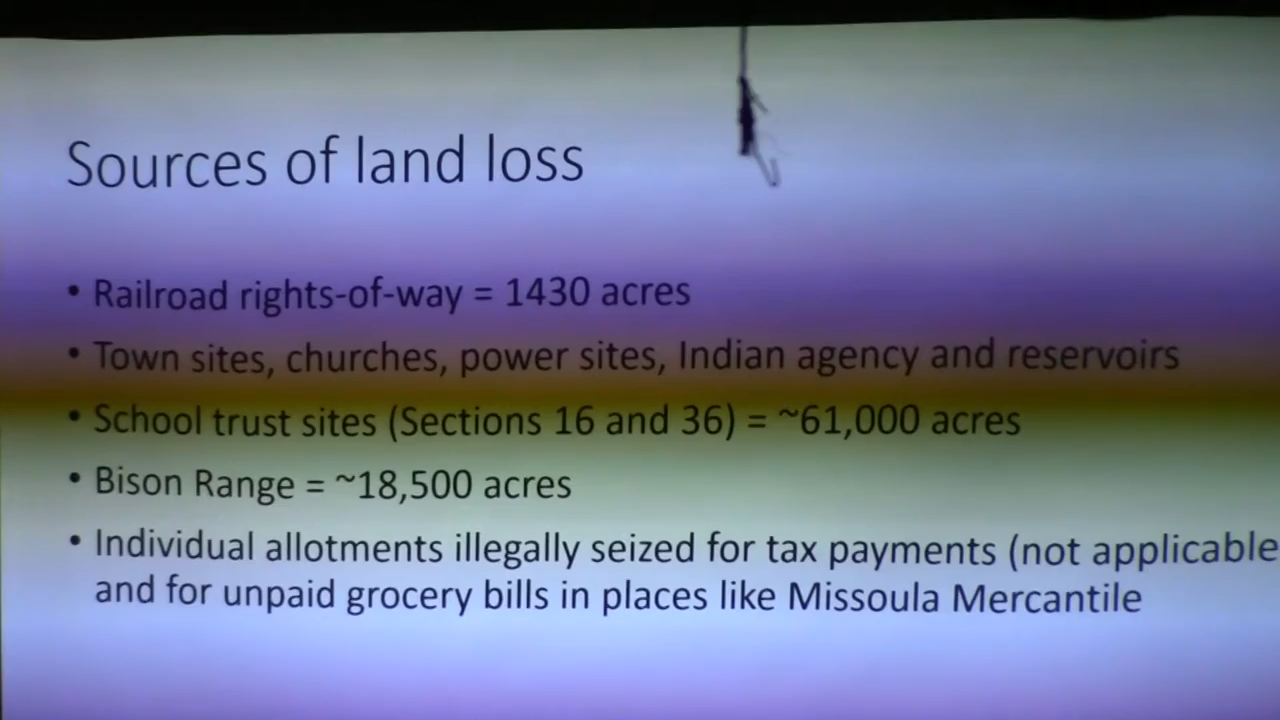 Sources of land loss
• Railroad rights-of-way = 1430 acres
• Town sites, churches, power sites, Indian agency and reservoirs
• School trust sites (Sections 16 and 36) = ~61,000 acres
• Bison Range = ~18,500 acres
• Individual allotments illegally seized for tax payments (not applicable
and for unpaid grocery bills in places like Missoula Mercantile